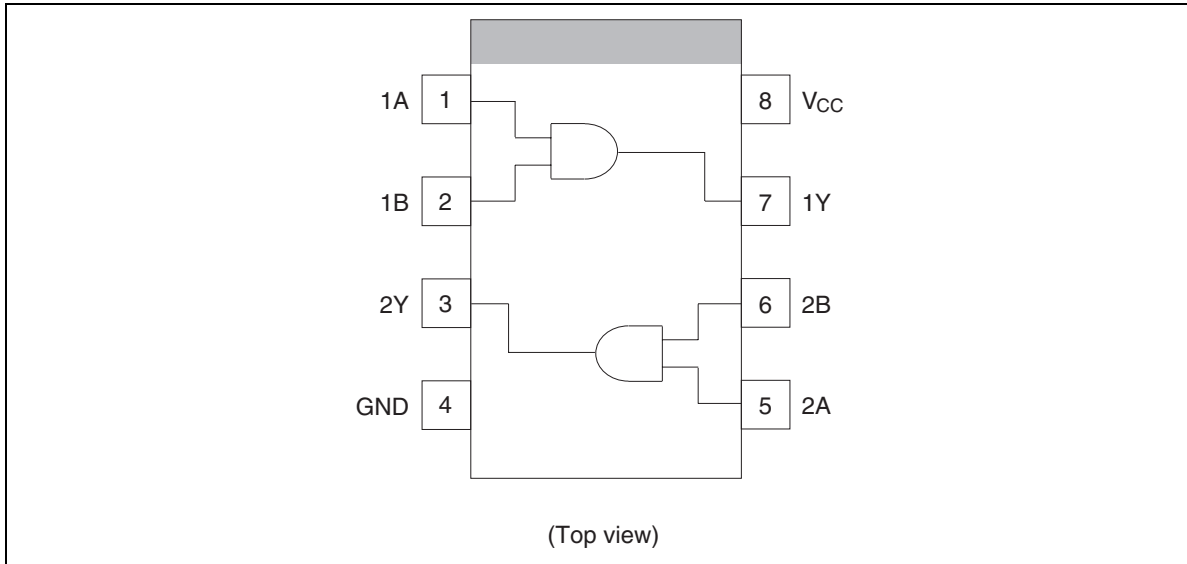 1A 1 8 VCC
1B 2 7 1Y
2Y 3 6 2B
GND 4 5 2A
(Top view)